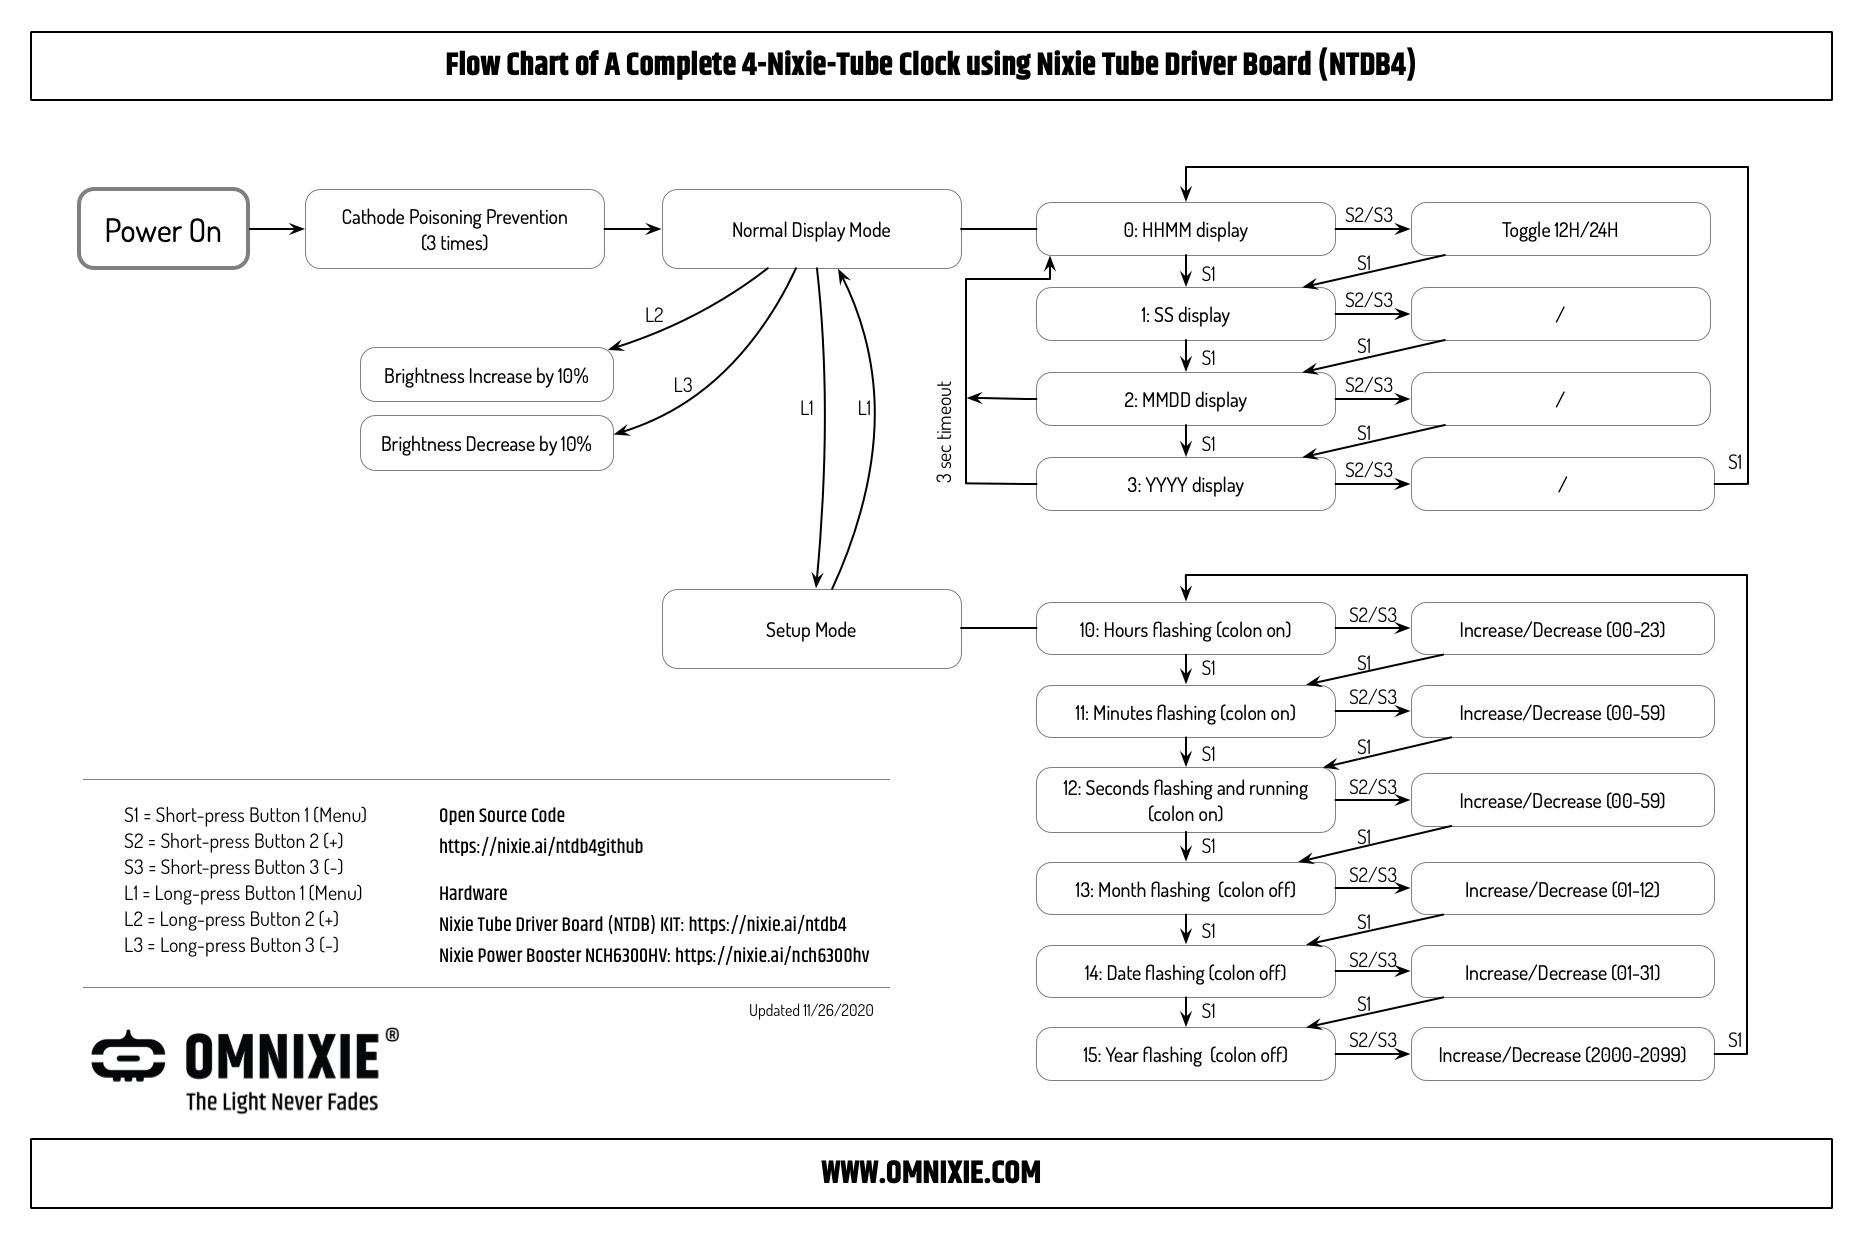 Flow Chart of A Complete 4-Nixie-Tube Clock using Nixie Tube Driver Board (NTDB4)
Power On
Cathode Poisoning Prevention
(3 times)
Normal Display Mode
L2
L3
L1
L1
Brightness Increase by 10%
Brightness Decrease by 10%
3 sec timeout
0: HHMM display
S2/S3
Toggle 12H/24H
S1
S1
1: SS display
S2/S3
/
S1
S1
2: MMDD display
S2/S3
/
S1
S1
3: YYYY display
S2/S3
/
S1
Setup Mode
10: Hours flashing (colon on)
S2/S3
Increase/Decrease (00-23)
S1
S1
11: Minutes flashing (colon on)
S2/S3
Increase/Decrease (00-59)
S1
S1
12: Seconds flashing and running
(colon on)
S2/S3
Increase/Decrease (00-59)
S1
S1
13: Month flashing (colon off)
S2/S3
Increase/Decrease (01-12)
S1
S1
14: Date flashing (colon off)
S2/S3
Increase/Decrease (01-31)
S1
S1
15: Year flashing (colon off)
S2/S3
Increase/Decrease (2000-2099)
S1
S1 = Short-press Button 1 (Menu)
S2 = Short-press Button 2 (+)
S3 = Short-press Button 3 (-)
L1 = Long-press Button 1 (Menu)
L2 = Long-press Button 2 (+)
L3 = Long-press Button 3 (-)
Open Source Code
https://nixie.ai/ntdb4github
Hardware
Nixie Tube Driver Board (NTDB) KIT: https://nixie.ai/ntdb4
Nixie Power Booster NCH6300HV: https://nixie.ai/nch6300hv
Updated 11/26/2020
OMNIXIE®
The Light Never Fades
WWW.OMNIXIE.COM